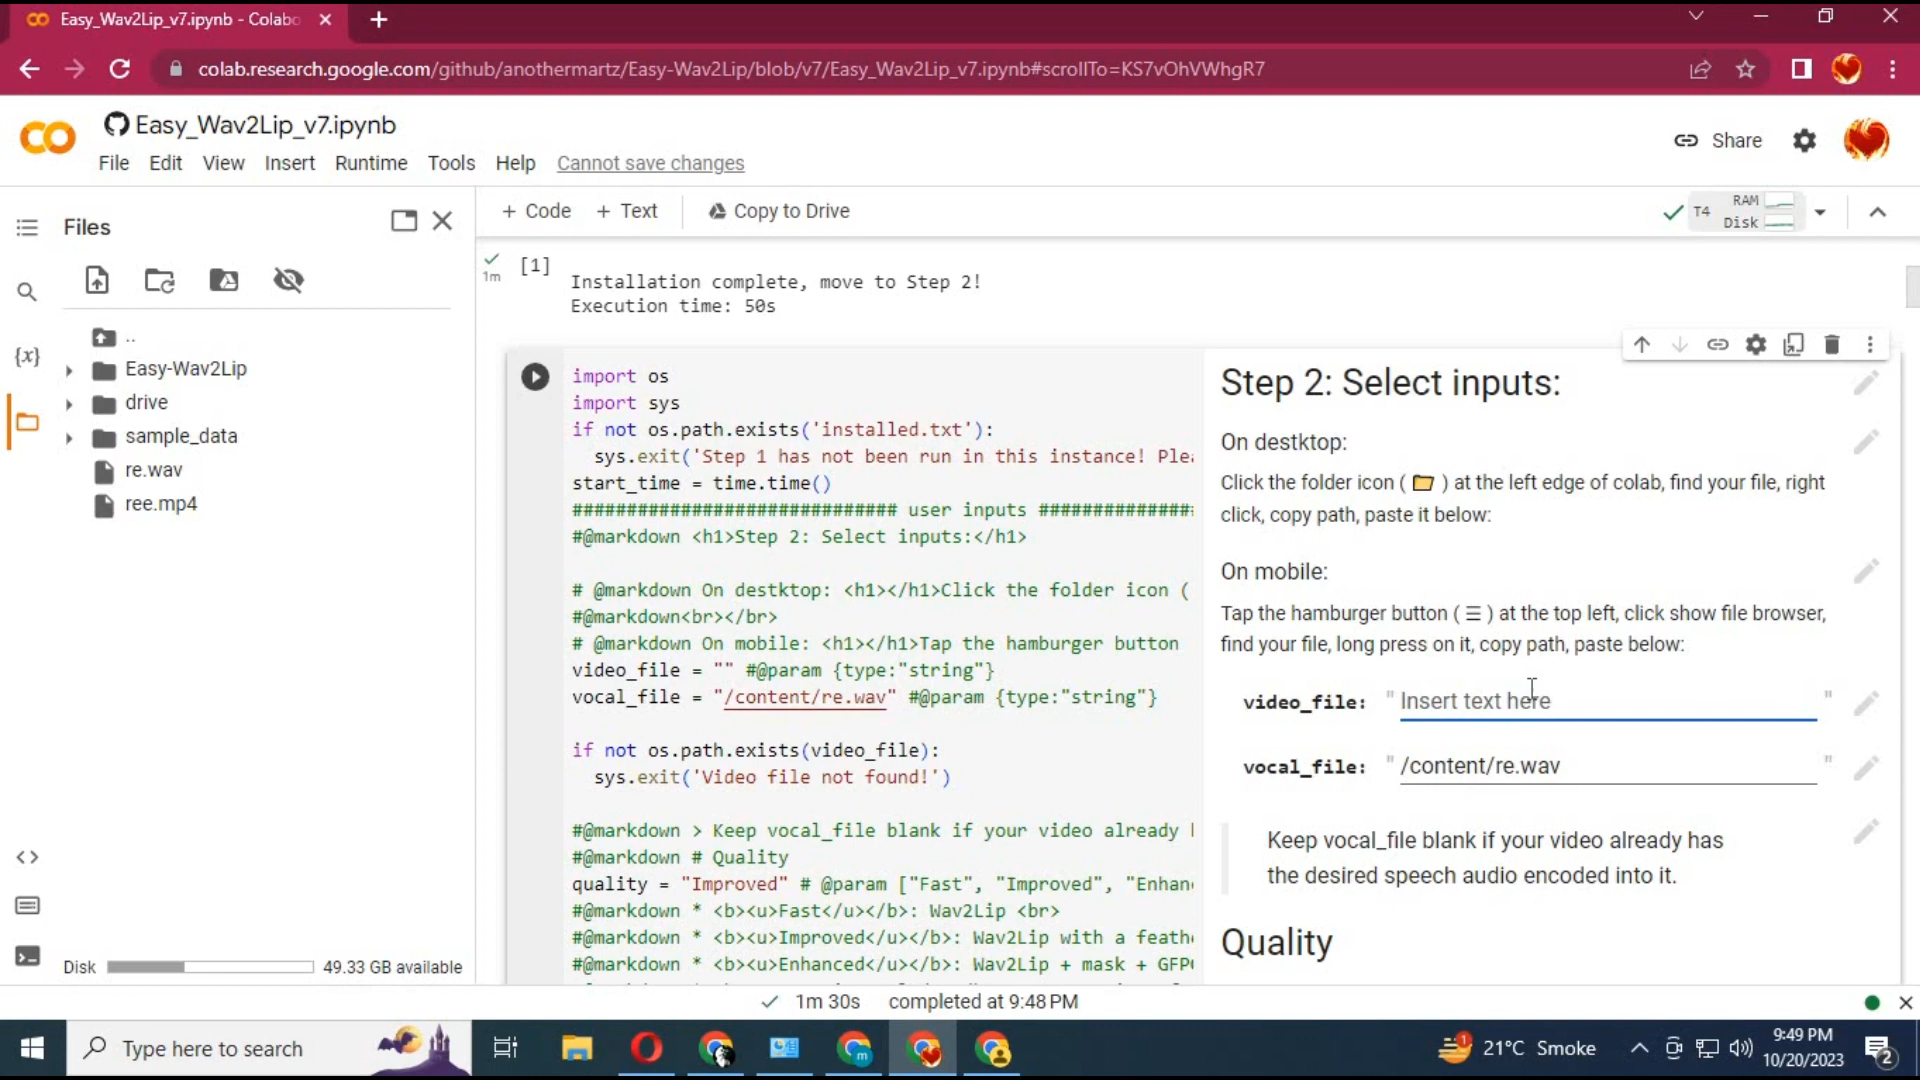 Easy_Wav2Lip_v7.ipynb - Colabo
colab.research.google.com/github/anothermartz/Easy-Wav2Lip/blob/v7/Easy_Wav2Lip_v7.ipynb#scrollTo=KS7vOhVWhgR7
Easy_Wav2Lip_v7.ipynb
File Edit View Insert Runtime Tools Help Cannot save changes
Share
Files
+ Code + Text Copy to Drive
T4 RAM
Disk
1m
[1]
Installation complete, move to Step 2!
Execution time: 50s
..
Easy-Wav2Lip
drive
sample_data
re.wav
ree.mp4
{x}
import os
import sys
if not os.path.exists('installed.txt'):
sys.exit('Step 1 has not been run in this instance! Plea
start_time = time.time()
############################## user inputs ###############
#@markdown <h1>Step 2: Select inputs:</h1>
# @markdown On destktop: <h1></h1>Click the folder icon (
#@markdown<br></br>
# @markdown On mobile: <h1></h1>Tap the hamburger button
video_file = "" #@param {type:"string"}
vocal_file = "/content/re.wav" #@param {type:"string"}
if not os.path.exists(video_file):
sys.exit('Video file not found!')
#@markdown > Keep vocal_file blank if your video already h
#@markdown # Quality
quality = "Improved" # @param ["Fast", "Improved", "Enhan
#@markdown * <b><u>Fast</u></b>: Wav2Lip <br>
#@markdown * <b><u>Improved</u></b>: Wav2Lip with a feath
#@markdown * <b><u>Enhanced</u></b>: Wav2Lip + mask + GFP
Step 2: Select inputs:
On destktop:
Click the folder icon ( 📁 ) at the left edge of colab, find your file, right
click, copy path, paste it below:
On mobile:
Tap the hamburger button ( ☰ ) at the top left, click show file browser,
find your file, long press on it, copy path, paste below:
video_file: " Insert text here "
vocal_file: " /content/re.wav "
Keep vocal_file blank if your video already has
the desired speech audio encoded into it.
Quality
Disk 49.33 GB available
1m 30s completed at 9:48 PM
Type here to search
21°C Smoke
9:49 PM
10/20/2023
2